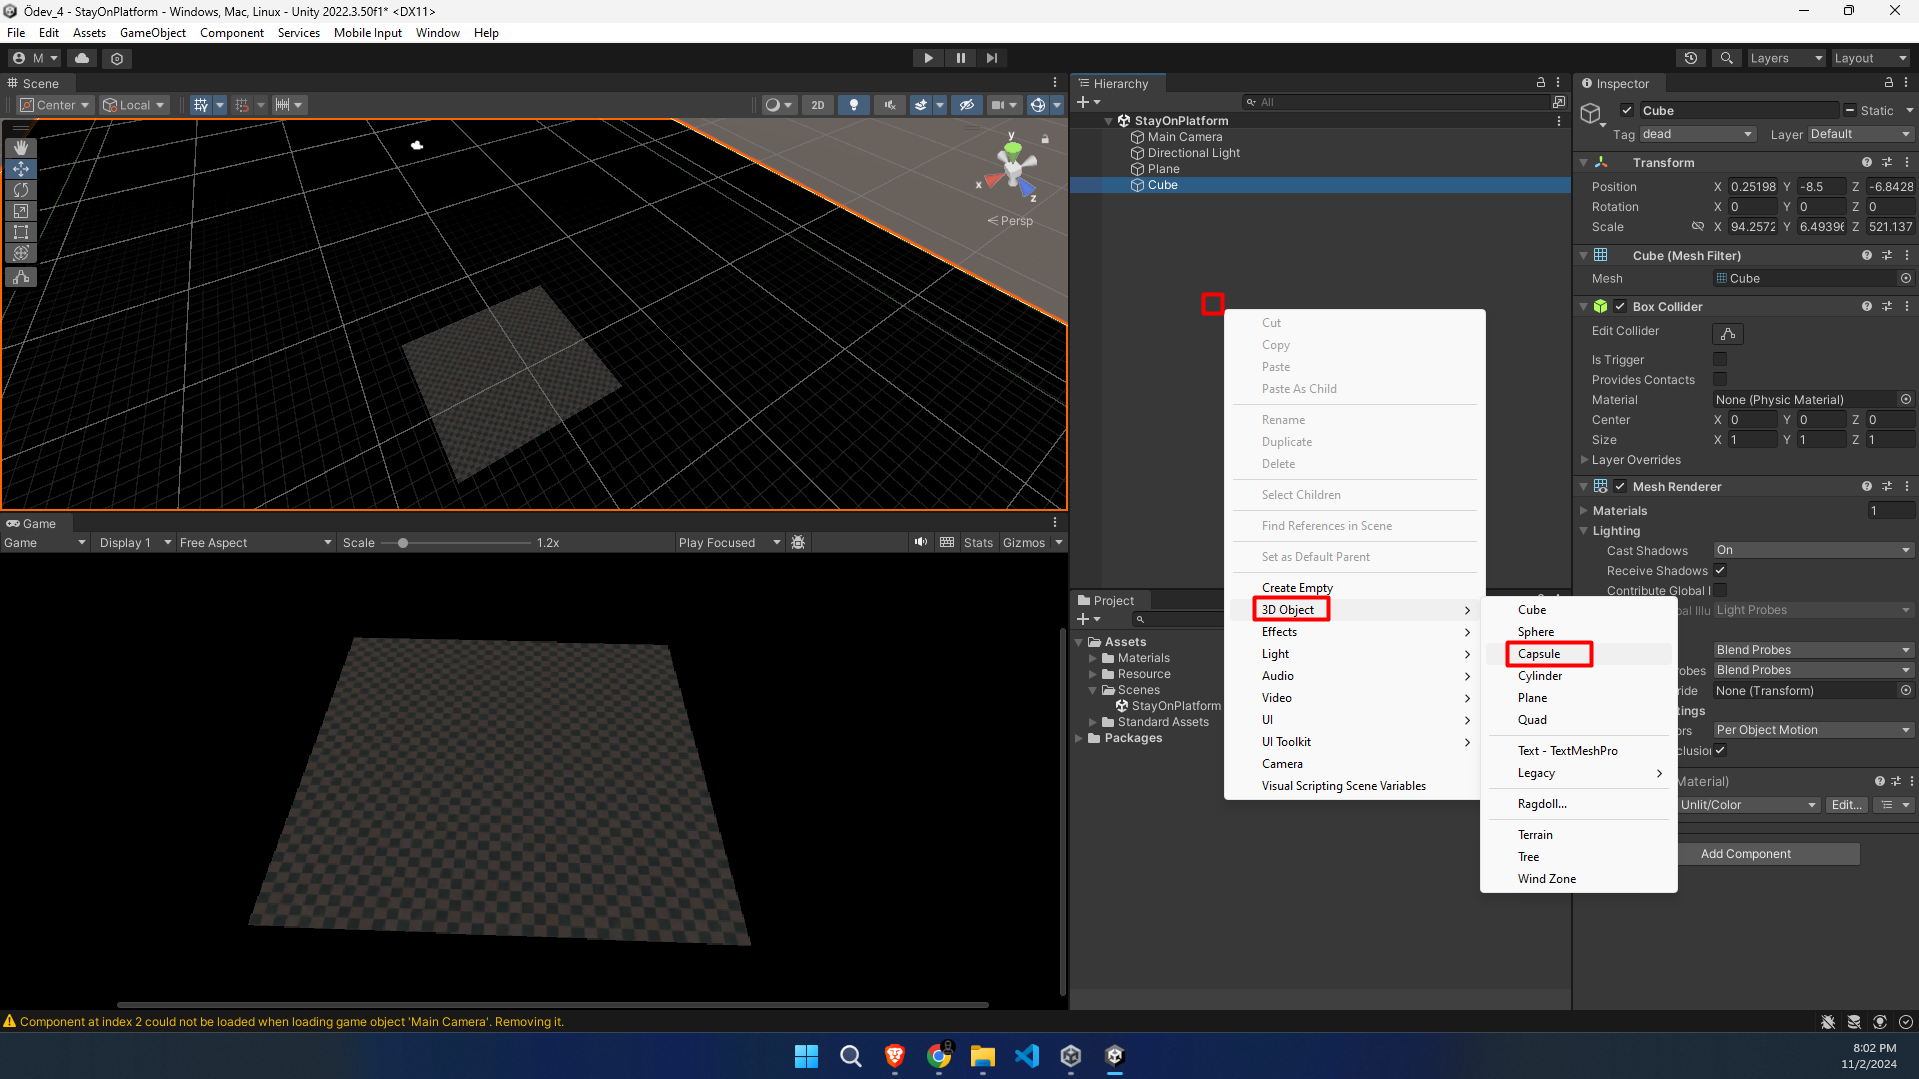 Ödev_4 - StayOnPlatform - Windows, Mac, Linux - Unity 2022.3.50f1* <DX11>
File Edit Assets GameObject Component Services Mobile Input Window Help
M
Layers Layout
Scene
Center Local 2D
y
x
z
Persp
Hierarchy
All
StayOnPlatform
Main Camera
Directional Light
Plane
Cube
Inspector
Cube Static
Tag dead Layer Default
Transform
Position X 0.25198 Y -8.5 Z -6.8428
Rotation X 0 Y 0 Z 0
Scale X 94.2572 Y 6.49396 Z 521.137
Cube (Mesh Filter)
Mesh Cube
Box Collider
Edit Collider
Is Trigger
Provides Contacts
Material None (Physic Material)
Center X 0 Y 0 Z 0
Size X 1 Y 1 Z 1
Layer Overrides
Mesh Renderer
Materials 1
Lighting
Cast Shadows On
Receive Shadows
Contribute Global I
bal Illu Light Probes
Blend Probes
obes Blend Probes
ride None (Transform)
tings
ors Per Object Motion
clusion
Material)
Unlit/Color Edit...
Add Component
Cut
Copy
Paste
Paste As Child
Rename
Duplicate
Delete
Select Children
Find References in Scene
Set as Default Parent
Create Empty
3D Object
Effects
Light
Audio
Video
UI
UI Toolkit
Camera
Visual Scripting Scene Variables
Cube
Sphere
Capsule
Cylinder
Plane
Quad
Text - TextMeshPro
Legacy
Ragdoll...
Terrain
Tree
Wind Zone
Game
Game Display 1 Free Aspect Scale 1.2x Play Focused Stats Gizmos
Project
Assets
Materials
Resource
Scenes
StayOnPlatform
Standard Assets
Packages
Component at index 2 could not be loaded when loading game object 'Main Camera'. Removing it.
8:02 PM
11/2/2024